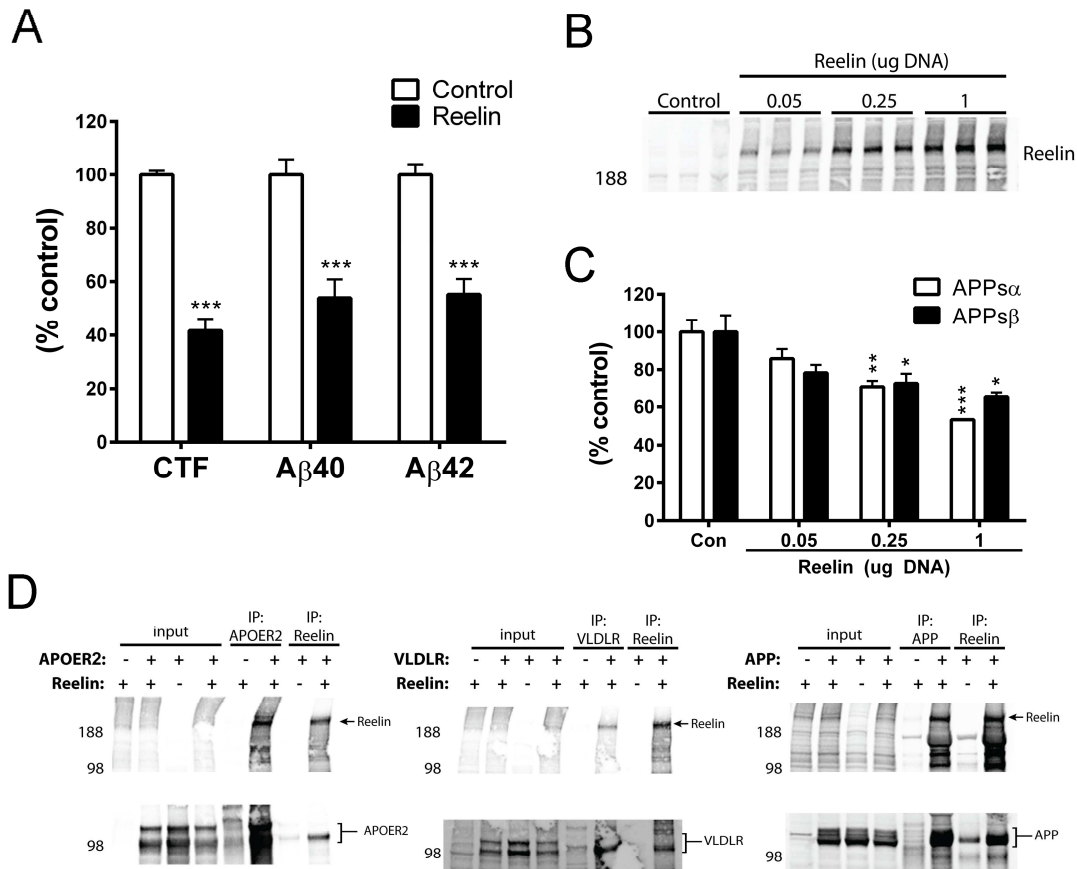 A
Control
Reelin
120
100
80
60
40
20
0
(% control)
***
***
***
CTF
Aβ40
Aβ42
B
Reelin (ug DNA)
Control
0.05
0.25
1
188
Reelin
C
APPsα
APPsβ
120
100
80
60
40
20
0
(% control)
**
*
***
*
Con
0.05
0.25
1
Reelin (ug DNA)
D
input
IP: APOER2
IP: Reelin
APOER2: - + + + - + + +
Reelin: + + - + + + - +
188
98
Reelin
98
APOER2
input
IP: VLDLR
IP: Reelin
VLDLR: - + + + - + + +
Reelin: + + - + + + - +
188
98
Reelin
98
VLDLR
input
IP: APP
IP: Reelin
APP: - + + + - + - +
Reelin: + + - + + + + +
188
98
Reelin
98
APP